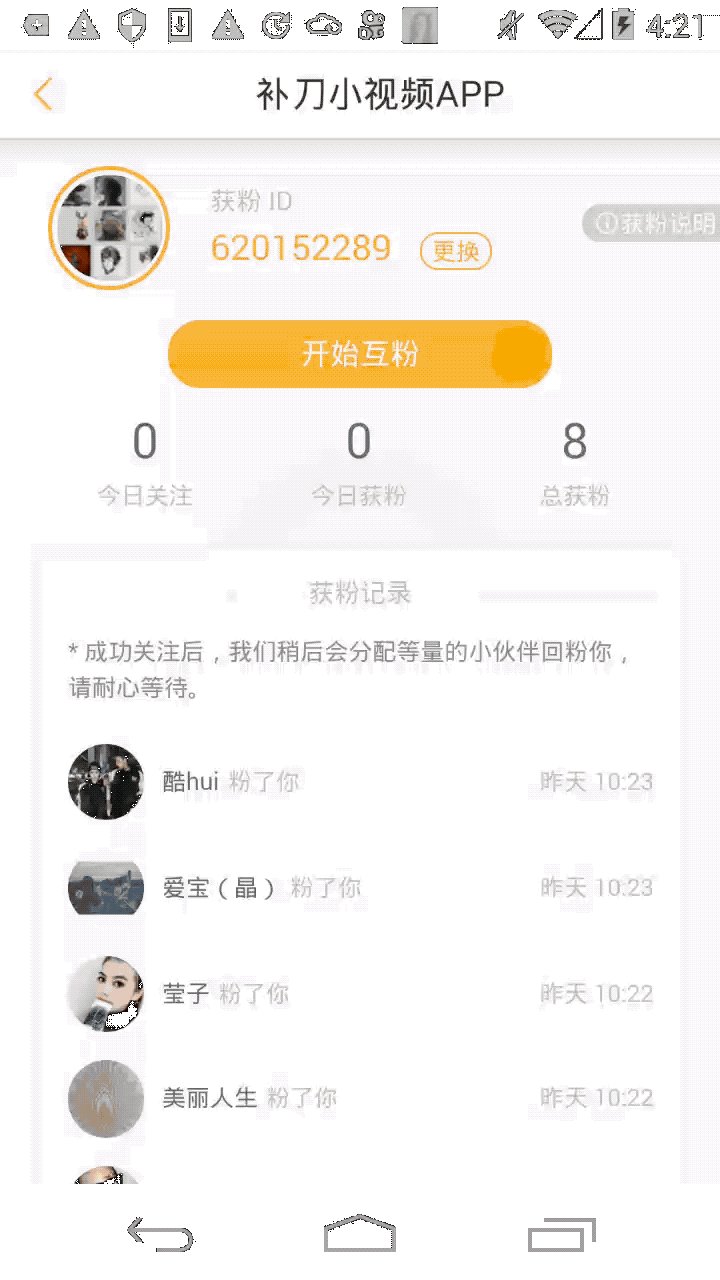 4:21
补刀小视频APP
获粉 ID
620152289 更换
获粉说明
开始互粉
0 0 8
今日关注 今日获粉 总获粉
获粉记录
* 成功关注后，我们稍后会分配等量的小伙伴回粉你，
请耐心等待。
酷hui 粉了你 昨天 10:23
爱宝（晶） 粉了你 昨天 10:23
莹子 粉了你 昨天 10:22
美丽人生 粉了你 昨天 10:22